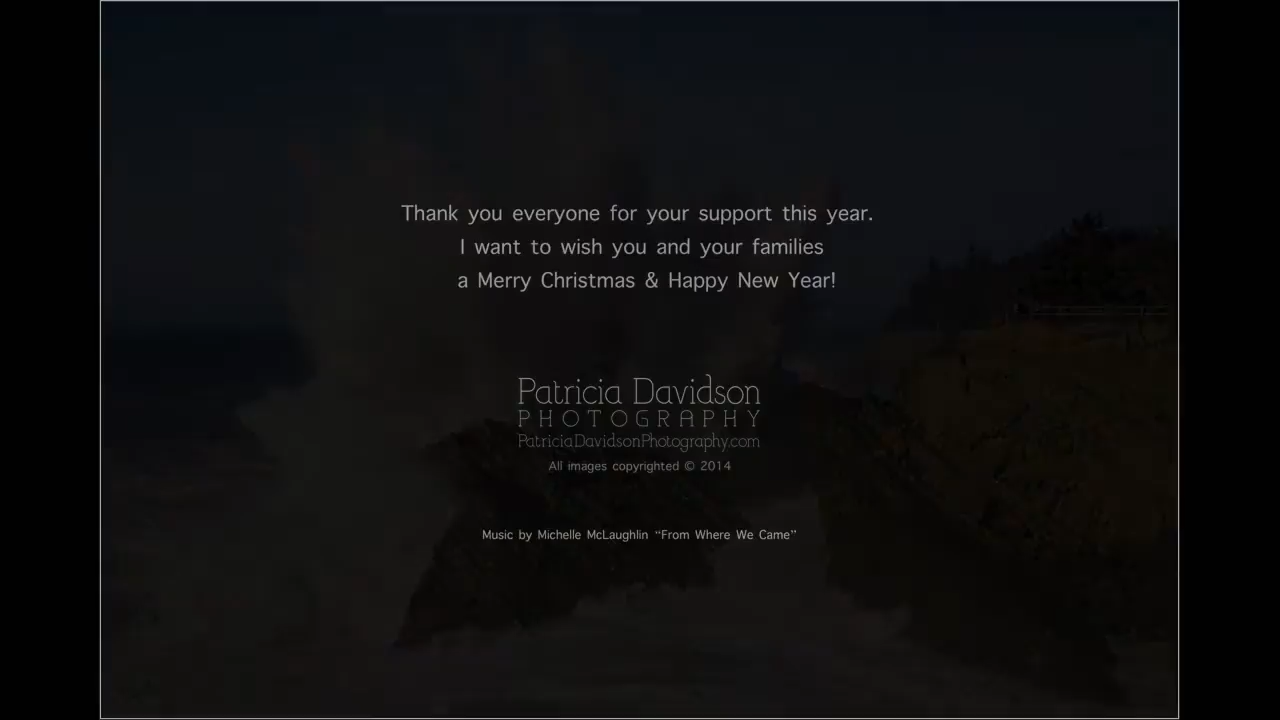 Thank you everyone for your support this year.
I want to wish you and your families
a Merry Christmas & Happy New Year!
Patricia Davidson
PHOTOGRAPHY
PatriciaDavidsonPhotography.com
All images copyrighted © 2014
Music by Michelle McLaughlin “From Where We Came”